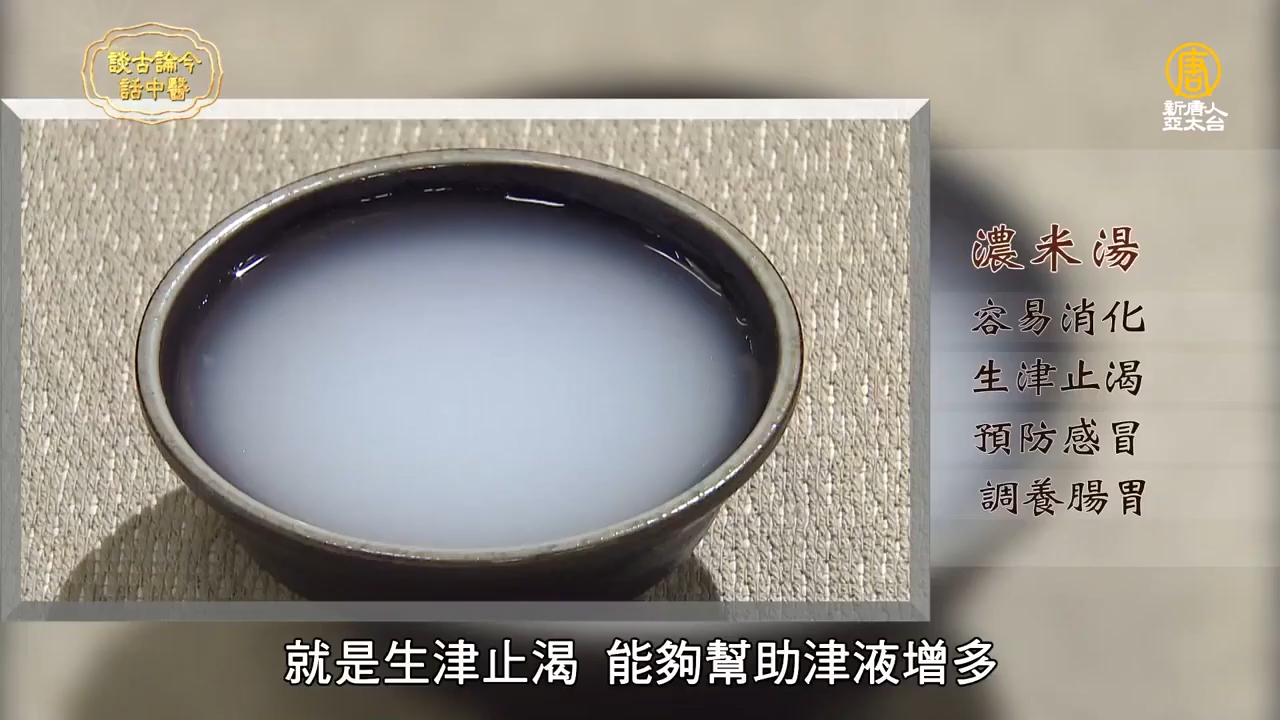 談古論今
話中醫
唐
新唐人
亞太台
濃米湯
容易消化
生津止渴
預防感冒
調養腸胃
就是生津止渴 能夠幫助津液增多